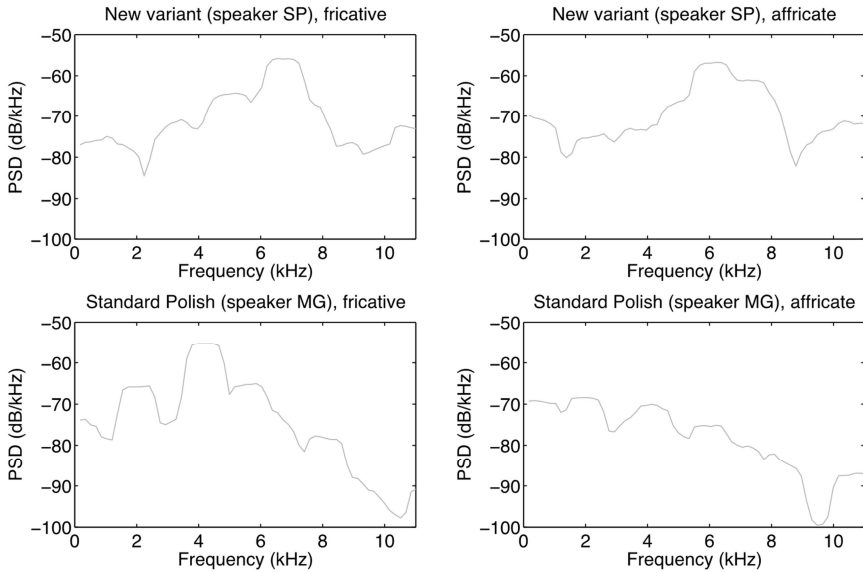 New variant (speaker SP), fricative
−50
−60
−70
−80
−90
−100
PSD (dB/kHz)
0 2 4 6 8 10
Frequency (kHz)
New variant (speaker SP), affricate
−50
−60
−70
−80
−90
−100
PSD (dB/kHz)
0 2 4 6 8 10
Frequency (kHz)
Standard Polish (speaker MG), fricative
−50
−60
−70
−80
−90
−100
PSD (dB/kHz)
0 2 4 6 8 10
Frequency (kHz)
Standard Polish (speaker MG), affricate
−50
−60
−70
−80
−90
−100
PSD (dB/kHz)
0 2 4 6 8 10
Frequency (kHz)